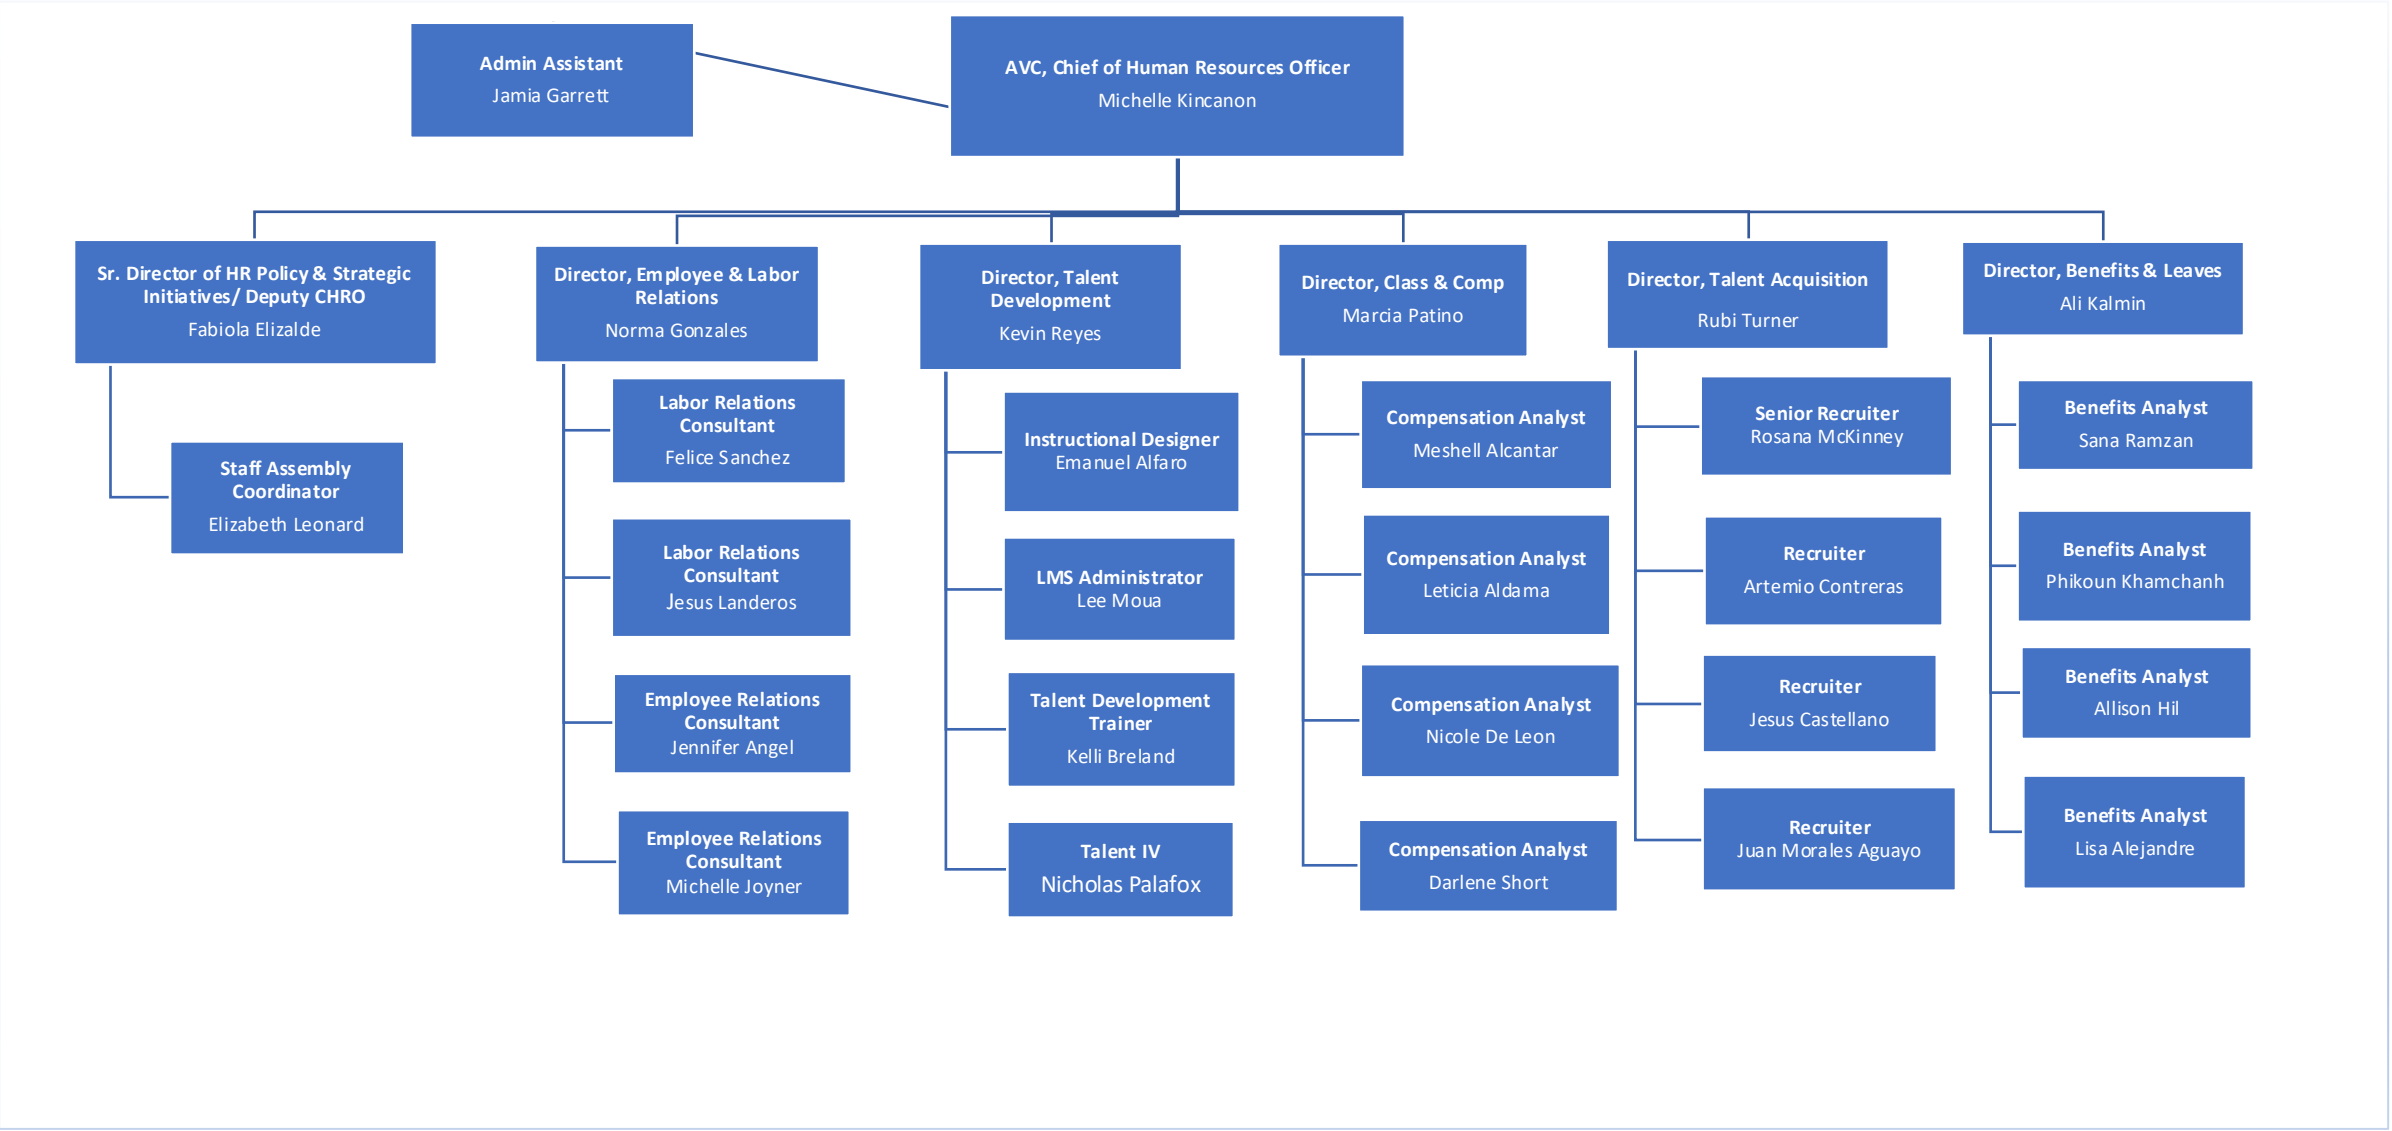 Admin Assistant
Jamia Garrett
AVC, Chief of Human Resources Officer
Michelle Kincanon
Sr. Director of HR Policy & Strategic
Initiatives/ Deputy CHRO
Fabiola Elizalde
Staff Assembly
Coordinator
Elizabeth Leonard
Director, Employee & Labor
Relations
Norma Gonzales
Labor Relations
Consultant
Felice Sanchez
Labor Relations
Consultant
Jesus Landeros
Employee Relations
Consultant
Jennifer Angel
Employee Relations
Consultant
Michelle Joyner
Director, Talent
Development
Kevin Reyes
Instructional Designer
Emanuel Alfaro
LMS Administrator
Lee Moua
Talent Development
Trainer
Kelli Breland
Talent IV
Nicholas Palafox
Director, Class & Comp
Marcia Patino
Compensation Analyst
Meshell Alcantar
Compensation Analyst
Leticia Aldama
Compensation Analyst
Nicole De Leon
Compensation Analyst
Darlene Short
Director, Talent Acquisition
Rubi Turner
Senior Recruiter
Rosana McKinney
Recruiter
Artemio Contreras
Recruiter
Jesus Castellano
Recruiter
Juan Morales Aguayo
Director, Benefits & Leaves
Ali Kalmin
Benefits Analyst
Sana Ramzan
Benefits Analyst
Phikoun Khamchanh
Benefits Analyst
Allison Hil
Benefits Analyst
Lisa Alejandre